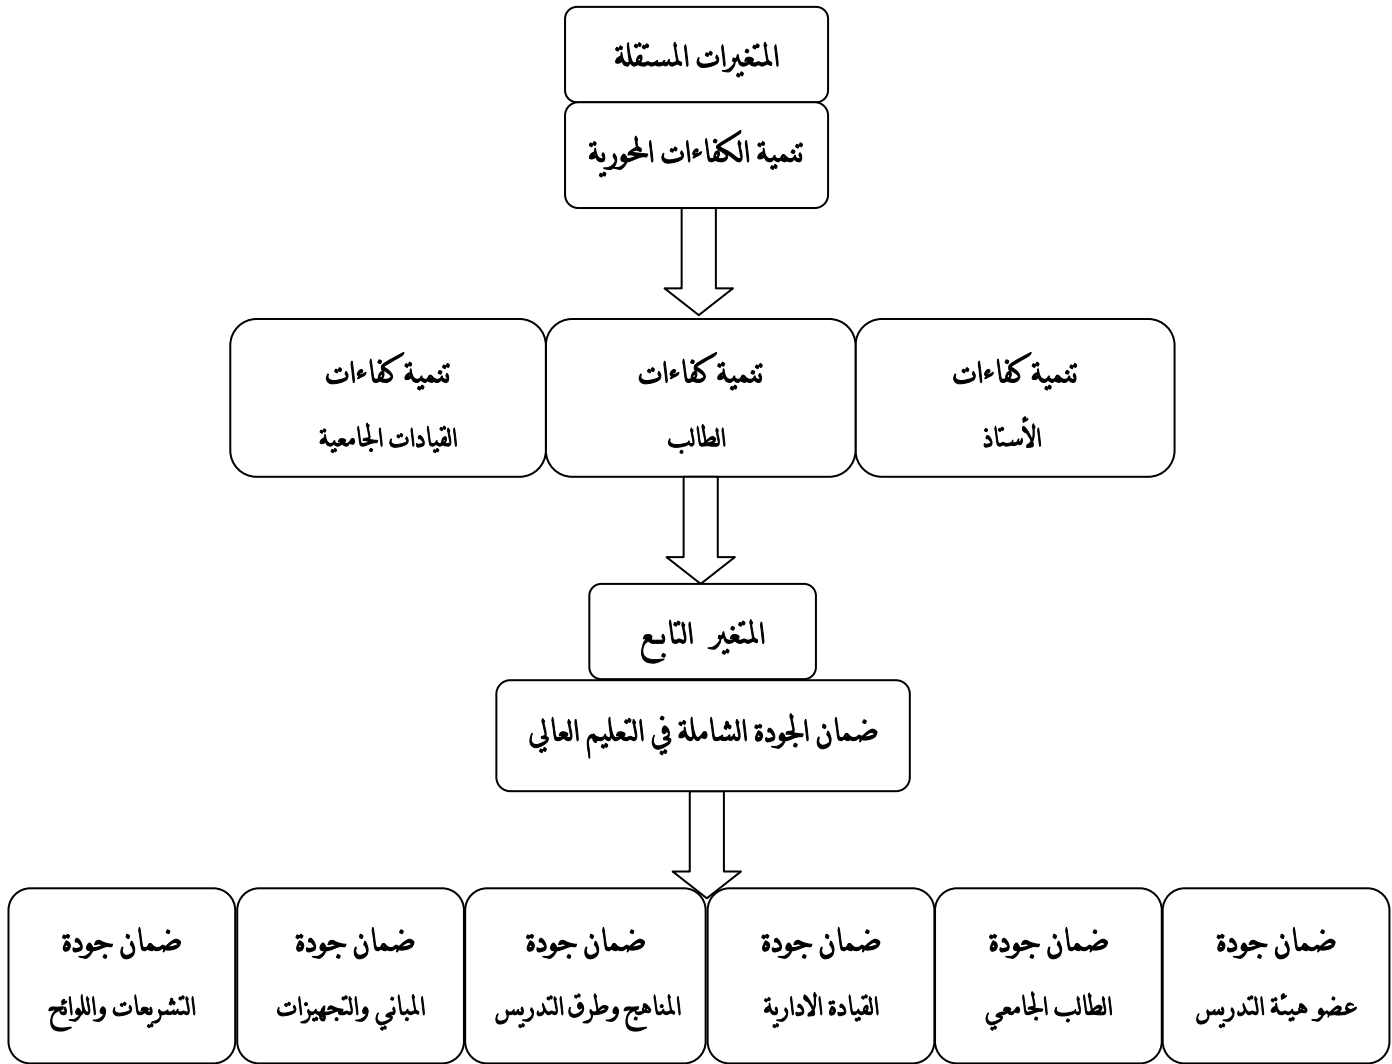 المتغيرات المستقلة
تنمية الكفاءات المحورية
تنمية كفاءات
الأستاذ
تنمية كفاءات
الطالب
تنمية كفاءات
القيادات الجامعية
المتغير التابع
ضمان الجودة الشاملة في التعليم العالي
ضمان جودة
عضو هيئة التدريس
ضمان جودة
الطالب الجامعي
ضمان جودة
القيادة الادارية
ضمان جودة
المناهج وطرق التدريس
ضمان جودة
المباني والتجهيزات
ضمان جودة
التشريعات واللوائح